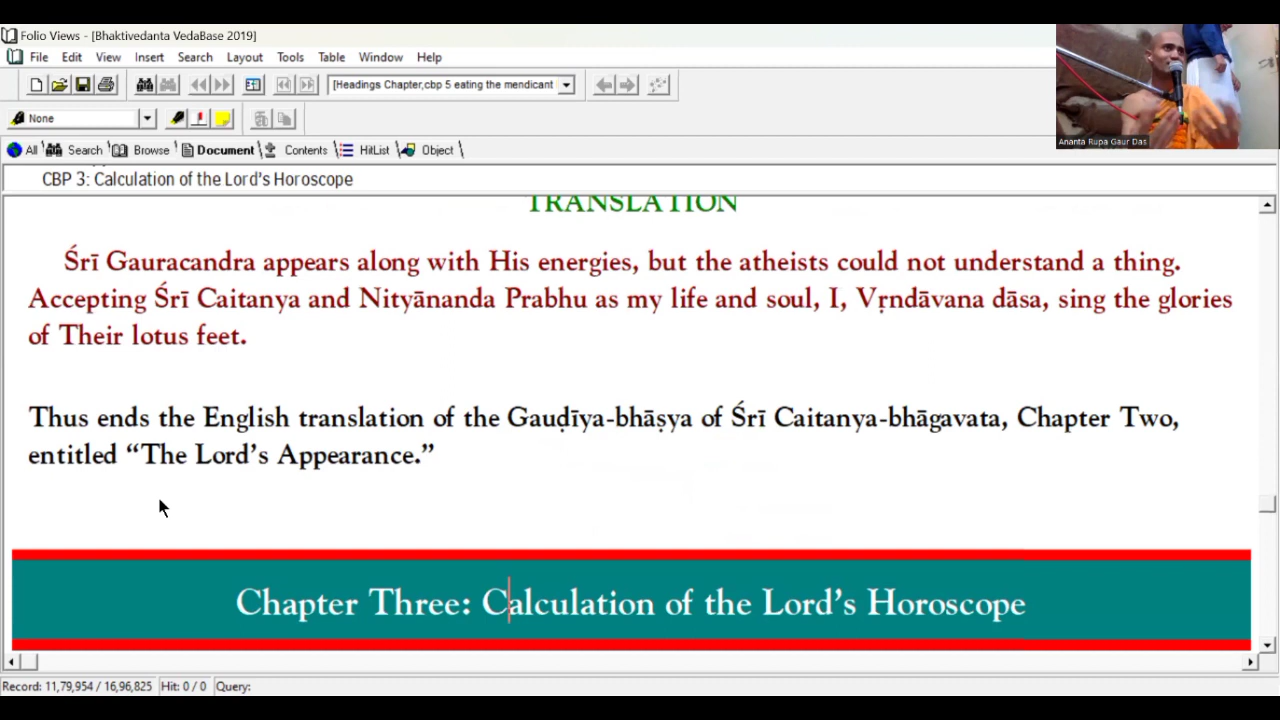 Folio Views - [Bhaktivedanta VedaBase 2019]
File Edit View Insert Search Layout Tools Table Window Help
[Headings Chapter,cbp 5 eating the mendicant
None
All Search Browse Document Contents HitList Object
Ananta Rupa Gaur Das
CBP 3: Calculation of the Lord's Horoscope
TRANSLATION
Śrī Gauracandra appears along with His energies, but the atheists could not understand a thing.
Accepting Śrī Caitanya and Nityānanda Prabhu as my life and soul, I, Vṛndāvana dāsa, sing the glories
of Their lotus feet.
Thus ends the English translation of the Gauḍīya-bhāṣya of Śrī Caitanya-bhāgavata, Chapter Two,
entitled “The Lord’s Appearance.”
Chapter Three: Calculation of the Lord’s Horoscope
Record: 11,79,954 / 16,96,825 Hit: 0 / 0 Query: